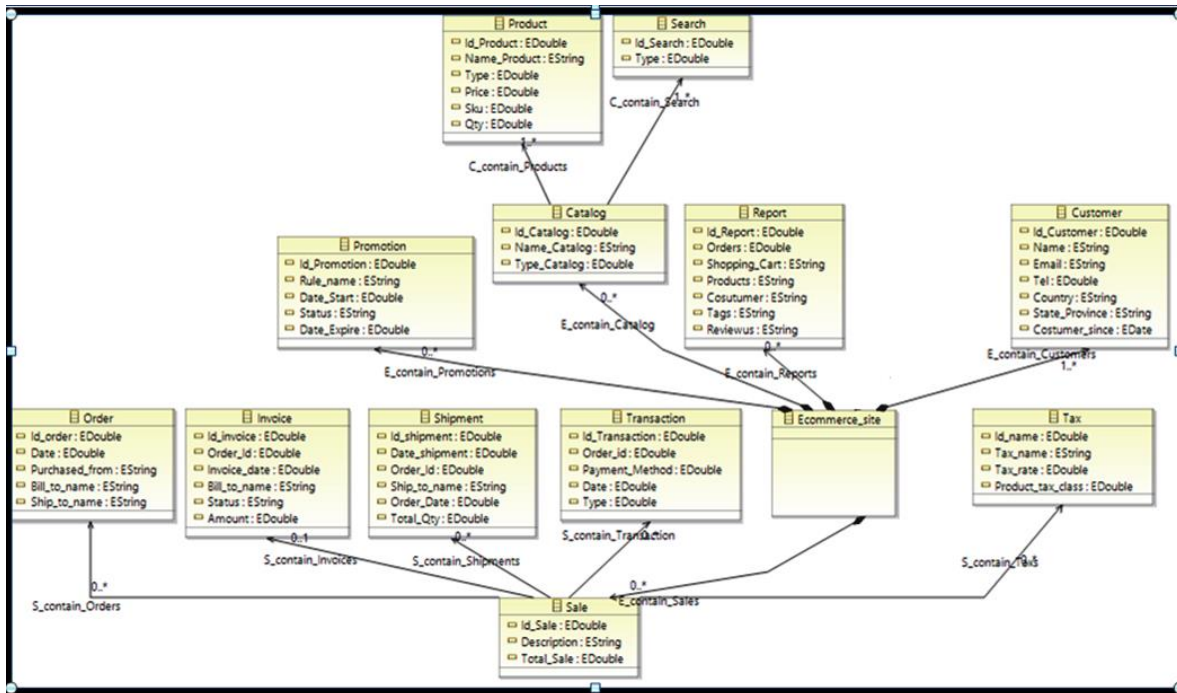 Product
Id_Product : EDouble
Name_Product : EString
Type : EDouble
Price : EDouble
Sku : EDouble
Qty : EDouble
Search
Id_Search : EDouble
Type : EDouble
C_contain_Search
1..*
1..*
C_contain_Products
Catalog
Id_Catalog : EDouble
Name_Catalog : EString
Type_Catalog : EDouble
Report
Id_Report : EDouble
Orders : EDouble
Shopping_Cart : EString
Products : EString
Cosutumer : EString
Tags : EString
Reviewus : EString
Customer
Id_Customer : EDouble
Name : EString
Email : EString
Tel : EDouble
Country : EString
State_Province : EString
Costumer_since : EDate
Promotion
Id_Promotion : EDouble
Rule_name : EString
Date_Start : EDouble
Status : EString
Date_Expire : EDouble
0..*
E_contain_Catalog
0..*
E_contain_Promotions
0..*
E_contain_Reports
E_contain_Customers
1..*
Order
Id_order : EDouble
Date : EDouble
Purchased_from : EString
Bill_to_name : EString
Ship_to_name : EString
Invoice
Id_invoice : EDouble
Order_Id : EDouble
Invoice_date : EDouble
Bill_to_name : EString
Status : EString
Amount : EDouble
Shipment
Id_shipment : EDouble
Date_shipment : EDouble
Order_Id : EDouble
Ship_to_name : EString
Order_Date : EDouble
Total_Qty : EDouble
Transaction
Id_Transaction : EDouble
Order_id : EDouble
Payment_Method : EDouble
Date : EDouble
Type : EDouble
Ecommerce_site
Tax
Id_name : EDouble
Tax_name : EString
Tax_rate : EDouble
Product_tax_class : EDouble
0..*
S_contain_Orders
0..1
S_contain_Invoices
0..*
S_contain_Shipments
0..*
S_contain_Transaction
0..*
E_contain_Sales
Sale
Id_Sale : EDouble
Description : EString
Total_Sale : EDouble